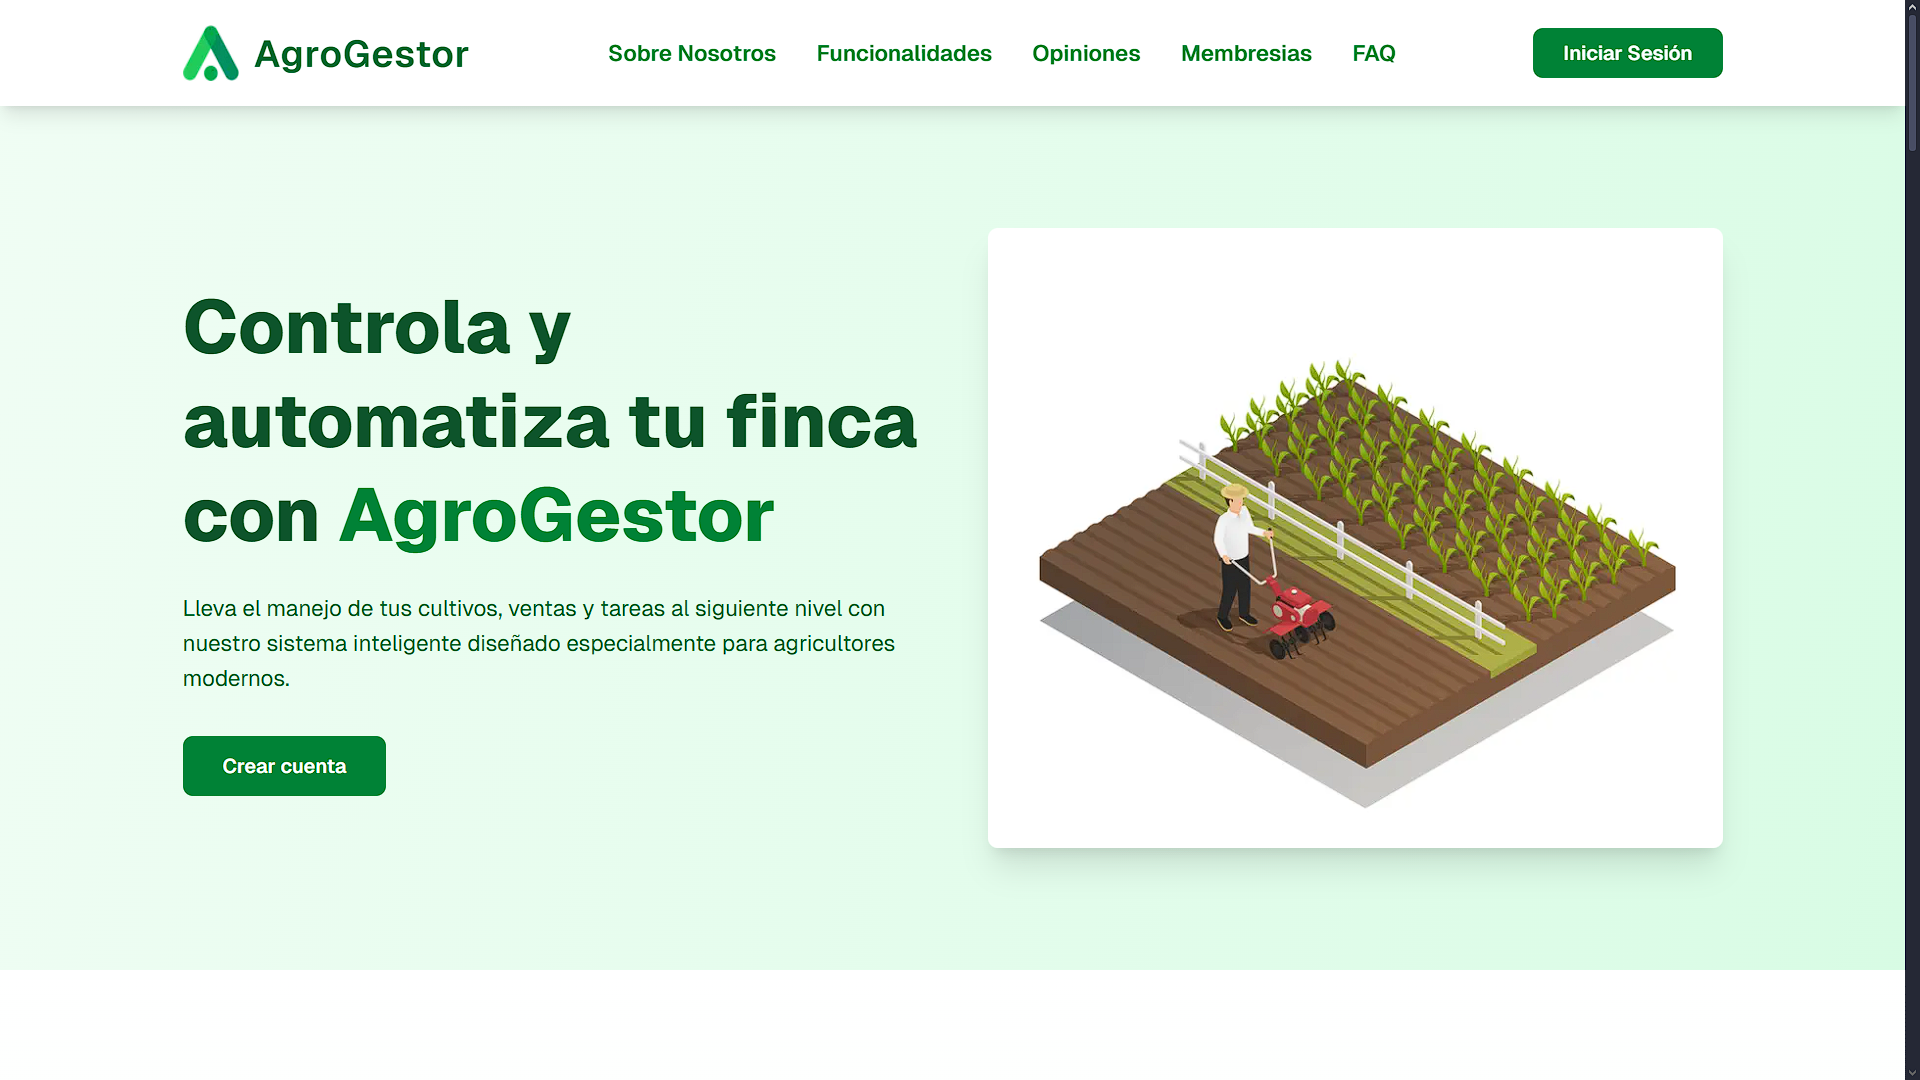 AgroGestor
Sobre Nosotros
Funcionalidades
Opiniones
Membresias
FAQ
Iniciar Sesión
Controla y
automatiza tu finca
con AgroGestor
Lleva el manejo de tus cultivos, ventas y tareas al siguiente nivel con
nuestro sistema inteligente diseñado especialmente para agricultores
modernos.
Crear cuenta